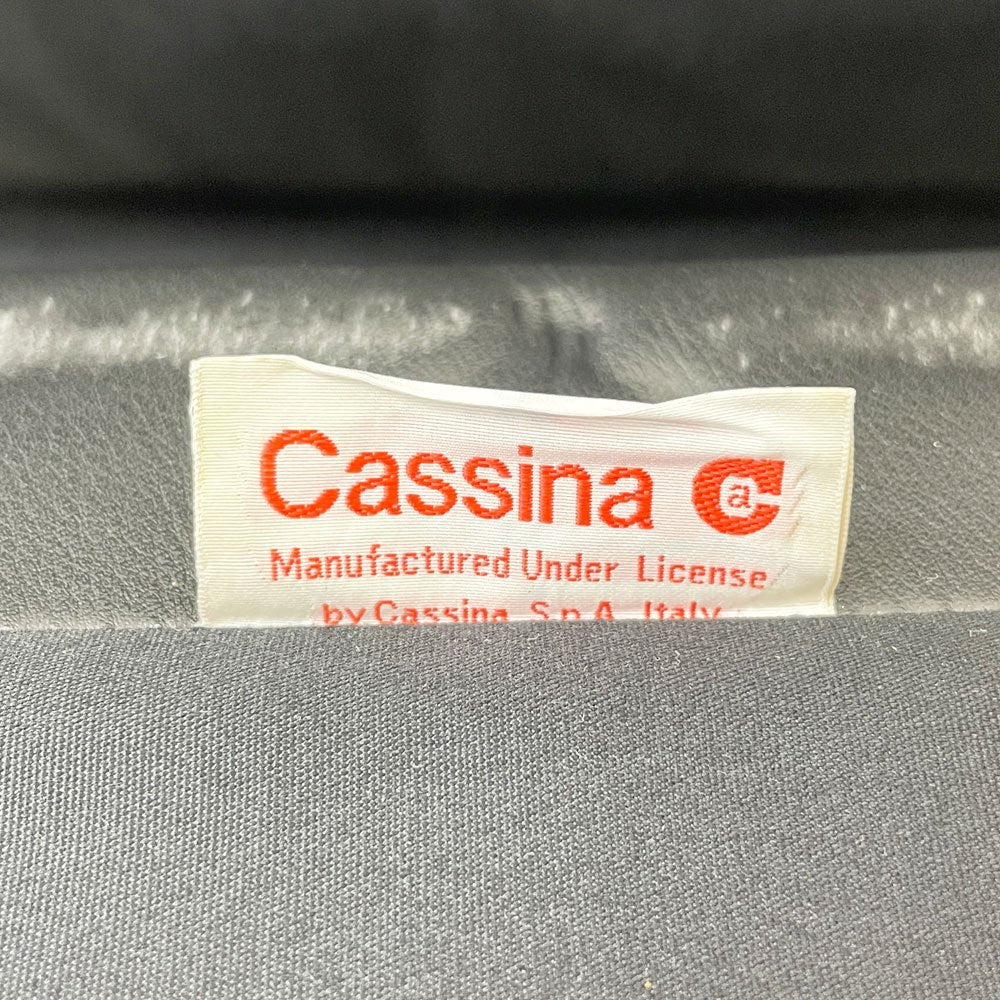 Cassina a
Manufactured Under License
by Cassina S.p.A. Italy